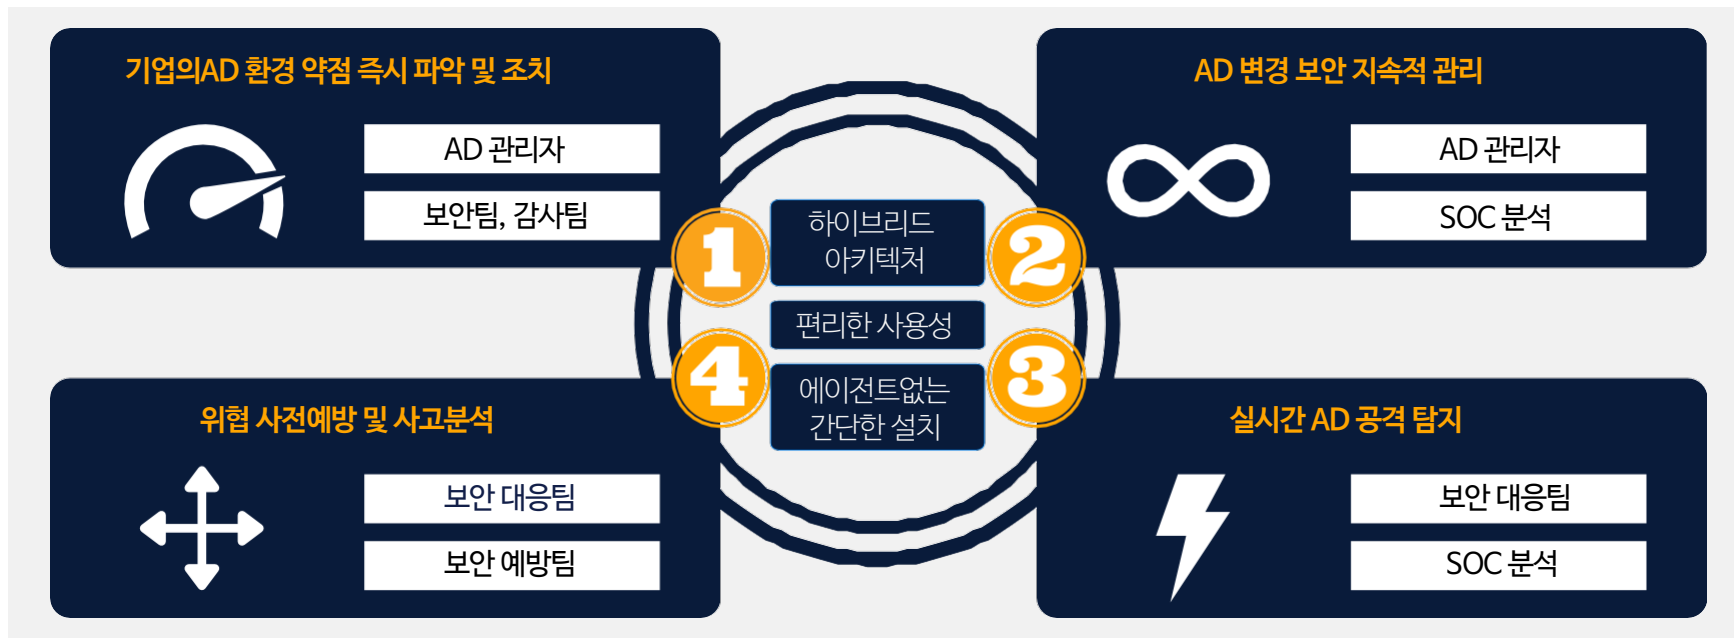 기업의AD 환경 약점 즉시 파악 및 조치
AD 관리자
보안팀, 감사팀
1
AD 변경 보안 지속적 관리
AD 관리자
SOC 분석
2
하이브리드
아키텍처
편리한 사용성
에이전트없는
간단한 설치
4
위협 사전예방 및 사고분석
보안 대응팀
보안 예방팀
3
실시간 AD 공격 탐지
보안 대응팀
SOC 분석